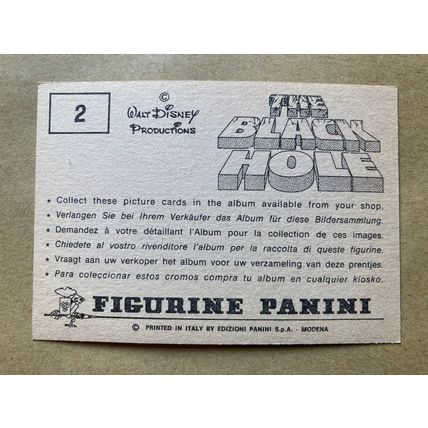 2
©
WALT DISNEY
PRODUCTIONS
THE
BLACK
HOLE
• Collect these picture cards in the album available from your shop.
• Verlangen Sie bei Ihrem Verkäufer das Album für diese Bildersammlung.
• Demandez à votre détaillant l'Album pour la collection de ces images.
• Chiedete al vostro rivenditore l'album per la raccolta di queste figurine.
• Vraagt aan uw verkoper het album voor uw verzameling van deze prentjes.
• Para coleccionar estos cromos compra tu album en cualquier kiosko.
FIGURINE PANINI
© PRINTED IN ITALY BY EDIZIONI PANINI S.p.A. - MODENA